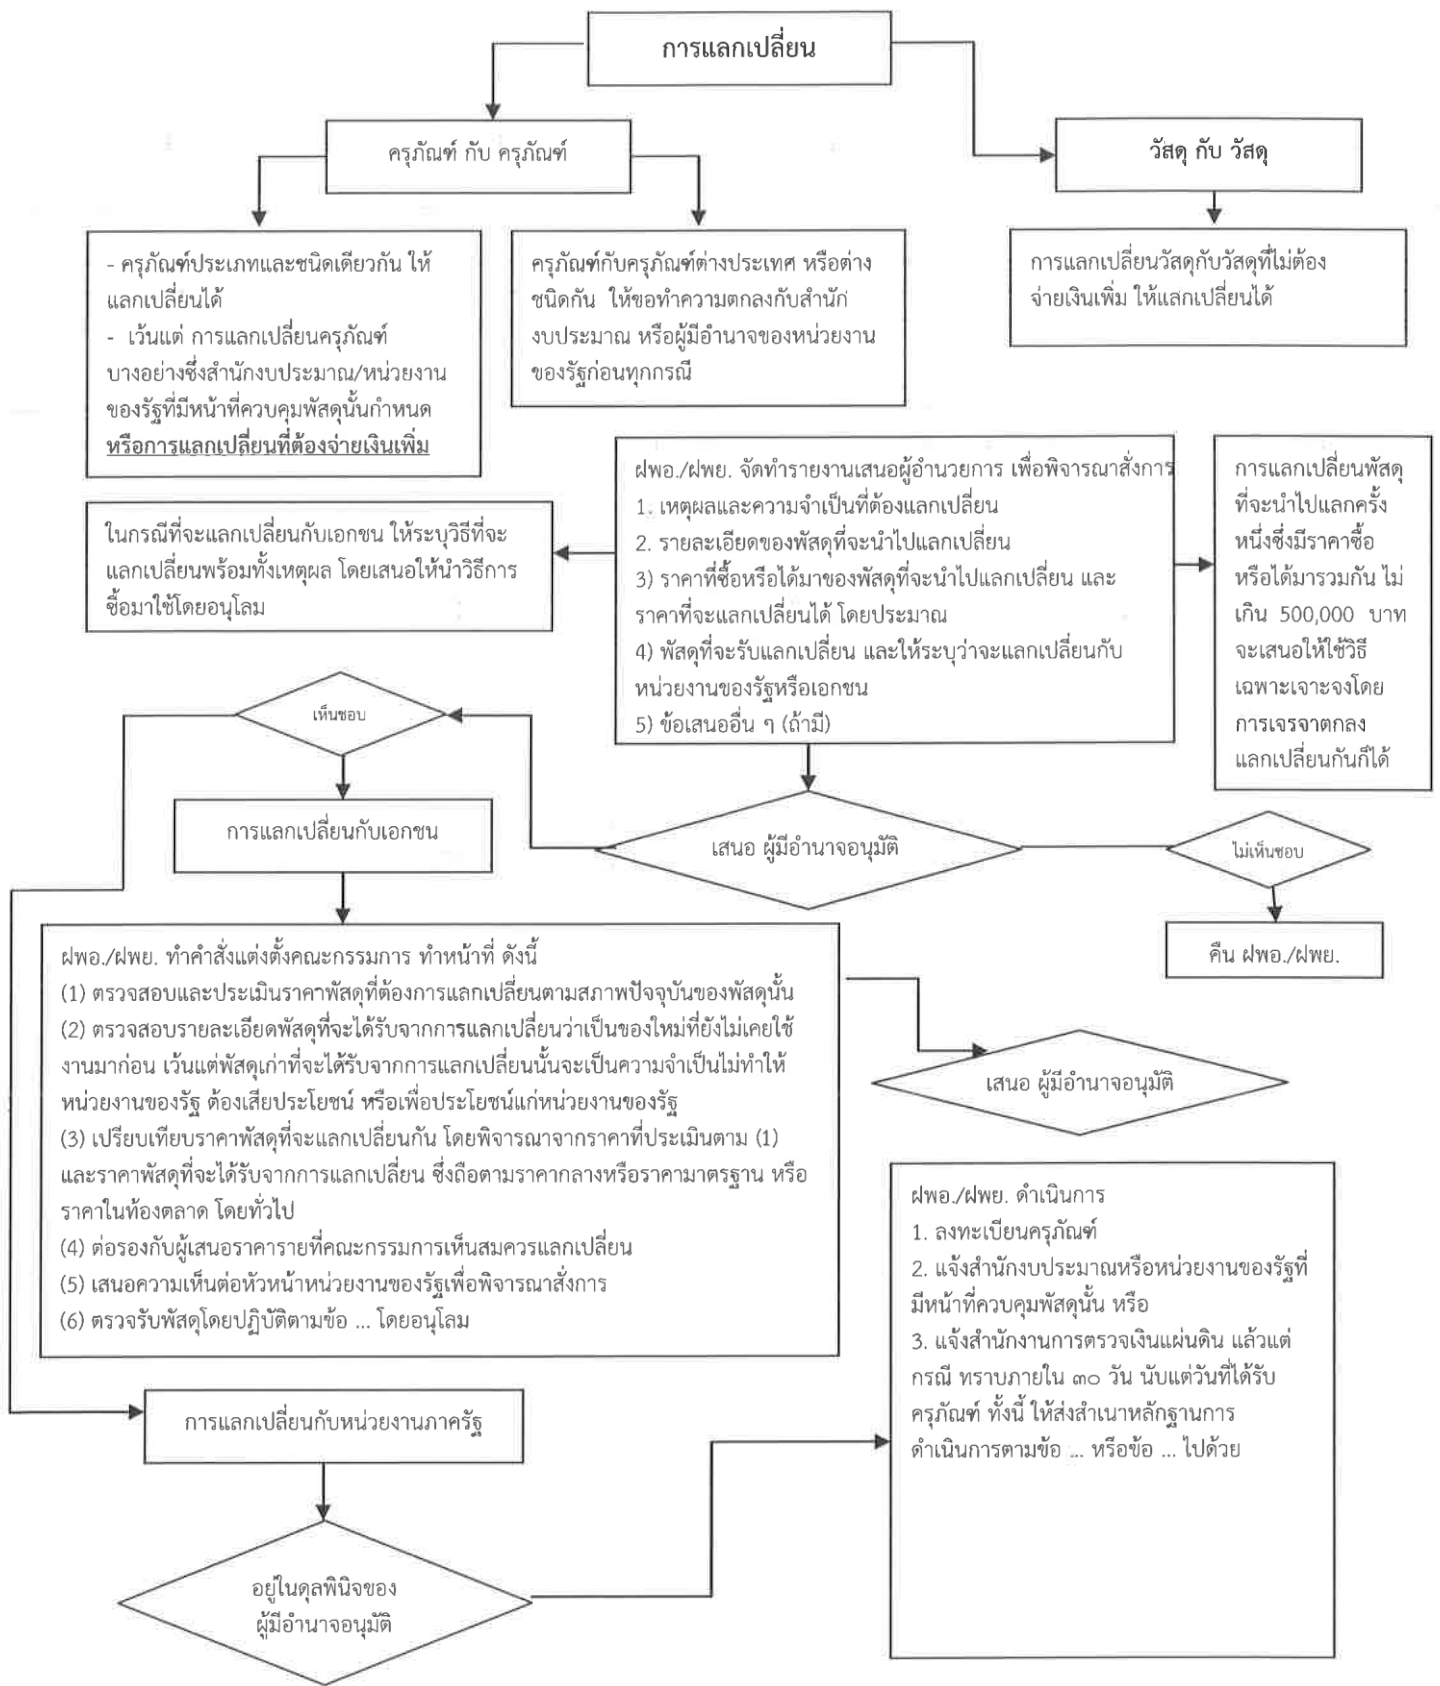 การแลกเปลี่ยน
ครุภัณฑ์ กับ ครุภัณฑ์
วัสดุ กับ วัสดุ
- ครุภัณฑ์ประเภทและชนิดเดียวกัน ให้
แลกเปลี่ยนได้
- เว้นแต่ การแลกเปลี่ยนครุภัณฑ์
บางอย่างซึ่งสำนักงบประมาณ/หน่วยงาน
ของรัฐที่มีหน้าที่ควบคุมพัสดุนั้นกำหนด
หรือการแลกเปลี่ยนที่ต้องจ่ายเงินเพิ่ม
ครุภัณฑ์กับครุภัณฑ์ต่างประเทศ หรือต่าง
ชนิดกัน ให้ขอทำความตกลงกับสำนัก
งบประมาณ หรือผู้มีอำนาจของหน่วยงาน
ของรัฐก่อนทุกกรณี
การแลกเปลี่ยนวัสดุกับวัสดุที่ไม่ต้อง
จ่ายเงินเพิ่ม ให้แลกเปลี่ยนได้
ในกรณีที่จะแลกเปลี่ยนกับเอกชน ให้ระบุวิธีที่จะ
แลกเปลี่ยนพร้อมทั้งเหตุผล โดยเสนอให้นำวิธีการ
ซื้อมาใช้โดยอนุโลม
ฝพอ./ฝพย. จัดทำรายงานเสนอผู้อำนวยการ เพื่อพิจารณาสั่งการ
1. เหตุผลและความจำเป็นที่ต้องแลกเปลี่ยน
2. รายละเอียดของพัสดุที่จะนำไปแลกเปลี่ยน
3) ราคาที่ซื้อหรือได้มาของพัสดุที่จะนำไปแลกเปลี่ยน และ
ราคาที่จะแลกเปลี่ยนได้ โดยประมาณ
4) พัสดุที่จะรับแลกเปลี่ยน และให้ระบุว่าจะแลกเปลี่ยนกับ
หน่วยงานของรัฐหรือเอกชน
5) ข้อเสนออื่น ๆ (ถ้ามี)
การแลกเปลี่ยนพัสดุ
ที่จะนำไปแลกครั้ง
หนึ่งซึ่งมีราคาซื้อ
หรือได้มารวมกัน ไม่
เกิน 500,000 บาท
จะเสนอให้ใช้วิธี
เฉพาะเจาะจงโดย
การเจรจาตกลง
แลกเปลี่ยนกันก็ได้
เห็นชอบ
การแลกเปลี่ยนกับเอกชน
เสนอ ผู้มีอำนาจอนุมัติ
ไม่เห็นชอบ
คืน ฝพอ./ฝพย.
ฝพอ./ฝพย. ทำคำสั่งแต่งตั้งคณะกรรมการ ทำหน้าที่ ดังนี้
(1) ตรวจสอบและประเมินราคาพัสดุที่ต้องการแลกเปลี่ยนตามสภาพปัจจุบันของพัสดุนั้น
(2) ตรวจสอบรายละเอียดพัสดุที่จะได้รับจากการแลกเปลี่ยนว่าเป็นของใหม่ที่ยังไม่เคยใช้
งานมาก่อน เว้นแต่พัสดุเก่าที่จะได้รับจากการแลกเปลี่ยนนั้นจะเป็นความจำเป็นไม่ทำให้
หน่วยงานของรัฐ ต้องเสียประโยชน์ หรือเพื่อประโยชน์แก่หน่วยงานของรัฐ
(3) เปรียบเทียบราคาพัสดุที่จะแลกเปลี่ยนกัน โดยพิจารณาจากราคาที่ประเมินตาม (1)
และราคาพัสดุที่จะได้รับจากการแลกเปลี่ยน ซึ่งถือตามราคากลางหรือราคามาตรฐาน หรือ
ราคาในท้องตลาด โดยทั่วไป
(4) ต่อรองกับผู้เสนอราคารายที่คณะกรรมการเห็นสมควรแลกเปลี่ยน
(5) เสนอความเห็นต่อหัวหน้าหน่วยงานของรัฐเพื่อพิจารณาสั่งการ
(6) ตรวจรับพัสดุโดยปฏิบัติตามข้อ ... โดยอนุโลม
เสนอ ผู้มีอำนาจอนุมัติ
ฝพอ./ฝพย. ดำเนินการ
1. ลงทะเบียนครุภัณฑ์
2. แจ้งสำนักงบประมาณหรือหน่วยงานของรัฐที่
มีหน้าที่ควบคุมพัสดุนั้น หรือ
3. แจ้งสำนักงานการตรวจเงินแผ่นดิน แล้วแต่
กรณี ทราบภายใน ๓๐ วัน นับแต่วันที่ได้รับ
ครุภัณฑ์ ทั้งนี้ ให้ส่งสำเนาหลักฐานการ
ดำเนินการตามข้อ ... หรือข้อ ... ไปด้วย
การแลกเปลี่ยนกับหน่วยงานภาครัฐ
อยู่ในดุลพินิจของ
ผู้มีอำนาจอนุมัติ